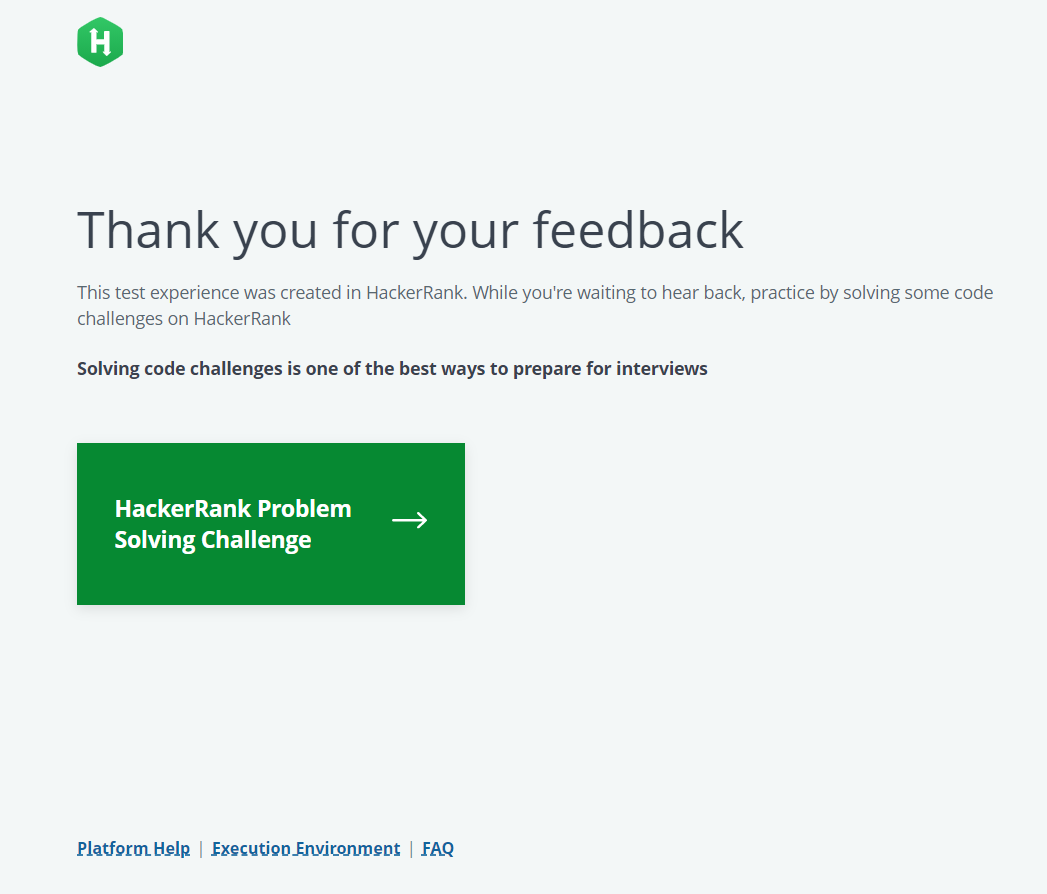 H
Thank you for your feedback
This test experience was created in HackerRank. While you're waiting to hear back, practice by solving some code
challenges on HackerRank
Solving code challenges is one of the best ways to prepare for interviews
HackerRank Problem
Solving Challenge
Platform Help | Execution Environment | FAQ